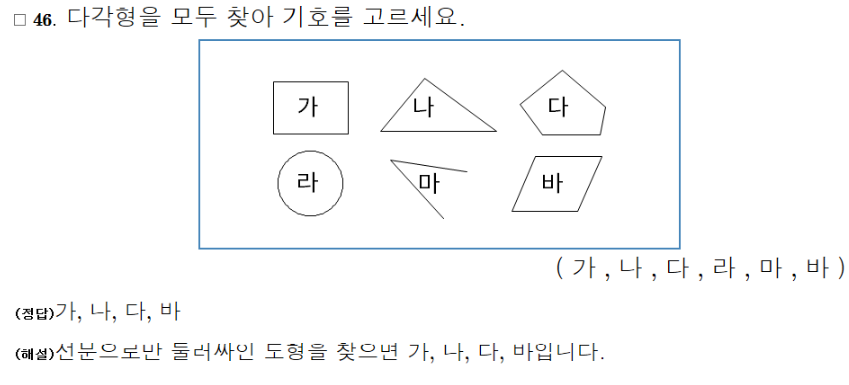 □ 46. 다각형을 모두 찾아 기호를 고르세요.
가 나 다
라 마 바
( 가 , 나 , 다 , 라 , 마 , 바 )
(정답)가, 나, 다, 바
(해설)선분으로만 둘러싸인 도형을 찾으면 가, 나, 다, 바입니다.